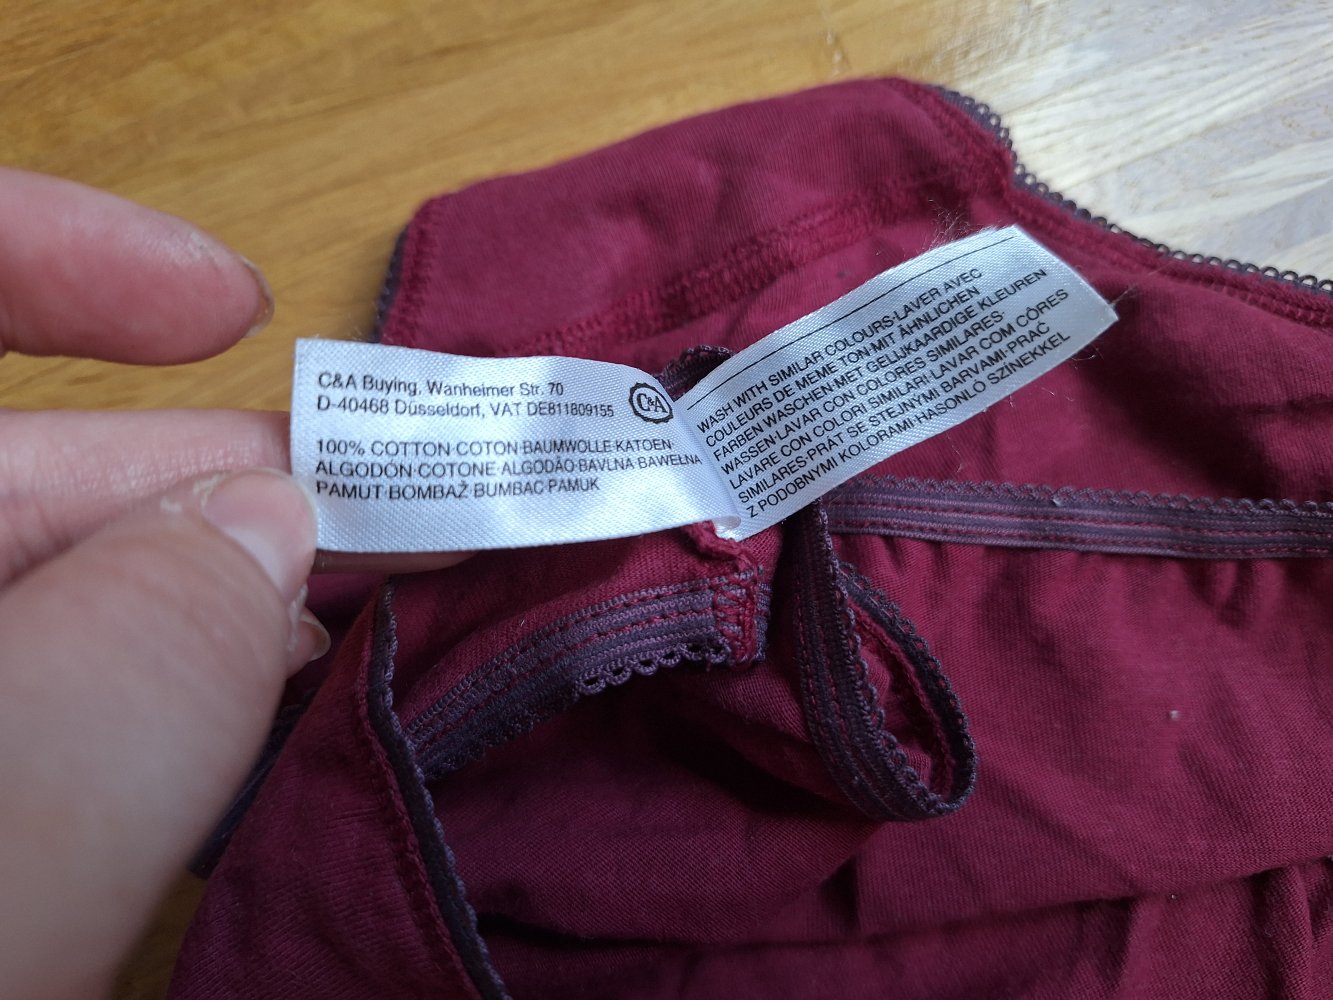 C&A Buying, Wanheimer Str. 70
D-40468 Düsseldorf, VAT DE811809155
C&A
100% COTTON·COTON·BAUMWOLLE·KATOEN·
ALGODÓN·COTONE·ALGODÃO·BAVLNA·BAWEŁNA
PAMUT·BOMBAŽ·BUMBAC·PAMUK
WASH WITH SIMILAR COLOURS·LAVER AVEC
COULEURS DE MEME TON·MIT ÄHNLICHEN
FARBEN WASCHEN·MET GELIJKAARDIGE KLEUREN
WASSEN·LAVAR CON COLORES SIMILARES
LAVARE CON COLORI SIMILARI·LAVAR COM CÔRES
SIMILARES·PRÁT SE STEJNÝMI BARVAMI·PRAĆ
Z PODOBNYMI KOLORAMI·HASONLÓ SZINEKKEL